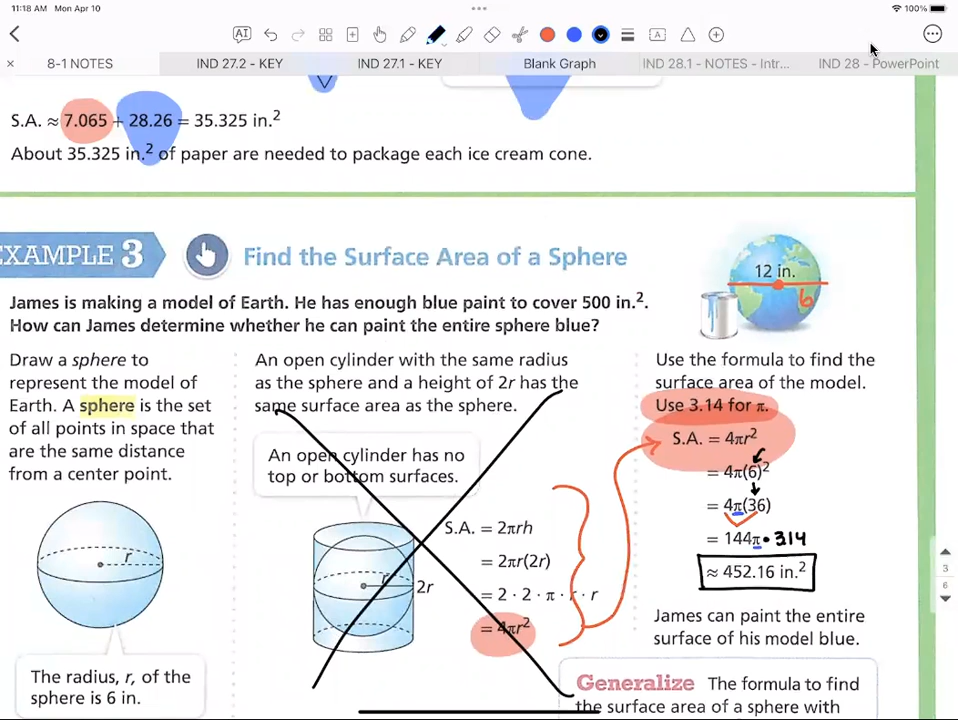 11:18 AM Mon Apr 10
100%
AI
A
8-1 NOTES
IND 27.2 - KEY
IND 27.1 - KEY
Blank Graph
IND 28.1 - NOTES - Intr...
IND 28 - PowerPoint
S.A. ≈ 7.065 + 28.26 = 35.325 in.²
About 35.325 in.² of paper are needed to package each ice cream cone.
EXAMPLE 3
Find the Surface Area of a Sphere
12 in.
6
James is making a model of Earth. He has enough blue paint to cover 500 in.².
How can James determine whether he can paint the entire sphere blue?
Draw a sphere to
represent the model of
Earth. A sphere is the set
of all points in space that
are the same distance
from a center point.
r
The radius, r, of the
sphere is 6 in.
An open cylinder with the same radius
as the sphere and a height of 2r has the
same surface area as the sphere.
An open cylinder has no
top or bottom surfaces.
r
2r
S.A. = 2πrh
= 2πr(2r)
= 2 · 2 · π · r · r
= 4πr²
Use the formula to find the
surface area of the model.
Use 3.14 for π.
S.A. = 4πr²
= 4π(6)²
= 4π(36)
= 144π • 314
≈ 452.16 in.²
James can paint the entire
surface of his model blue.
Generalize The formula to find
the surface area of a sphere with
3
6